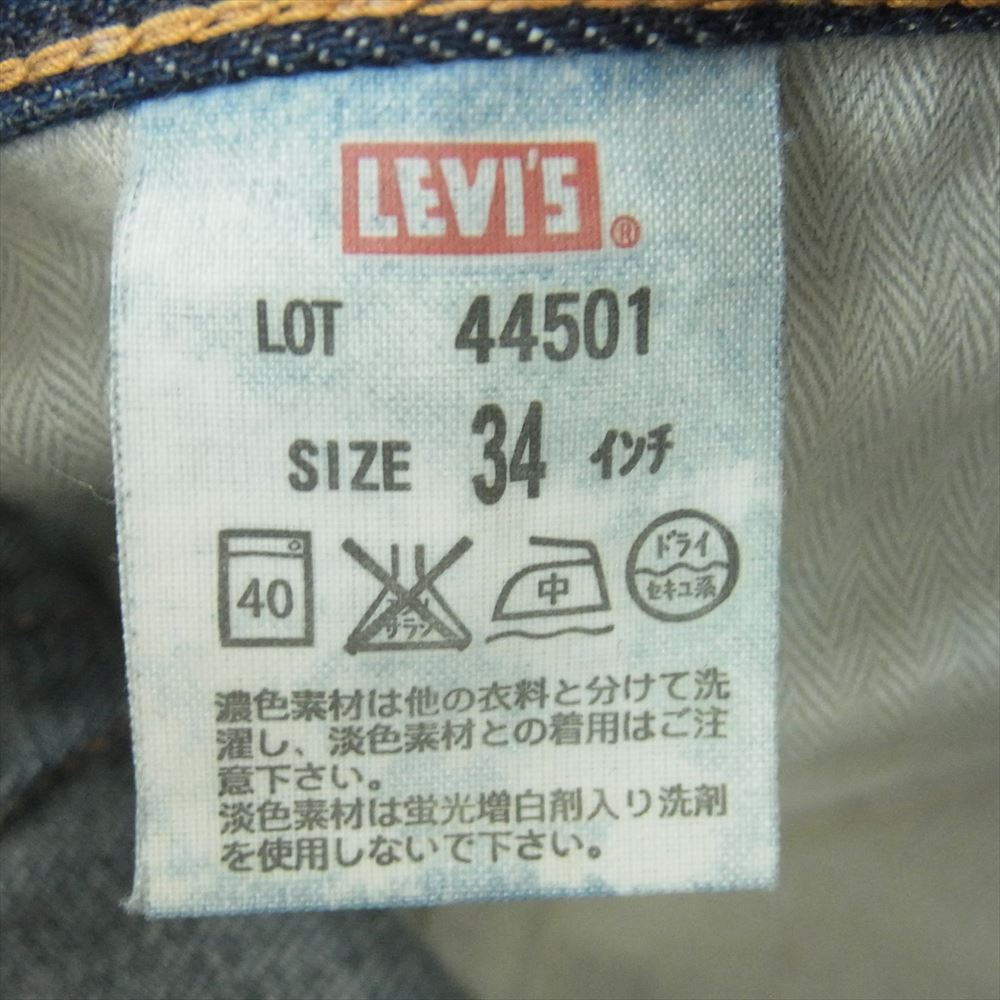 LEVI'S ®
LOT 44501
SIZE 34 インチ
40
サラシ
中
ドライ
セキユ系
濃色素材は他の衣料と分けて洗
濯し、淡色素材との着用はご注
意下さい。
淡色素材は蛍光増白剤入り洗剤
を使用しないで下さい。